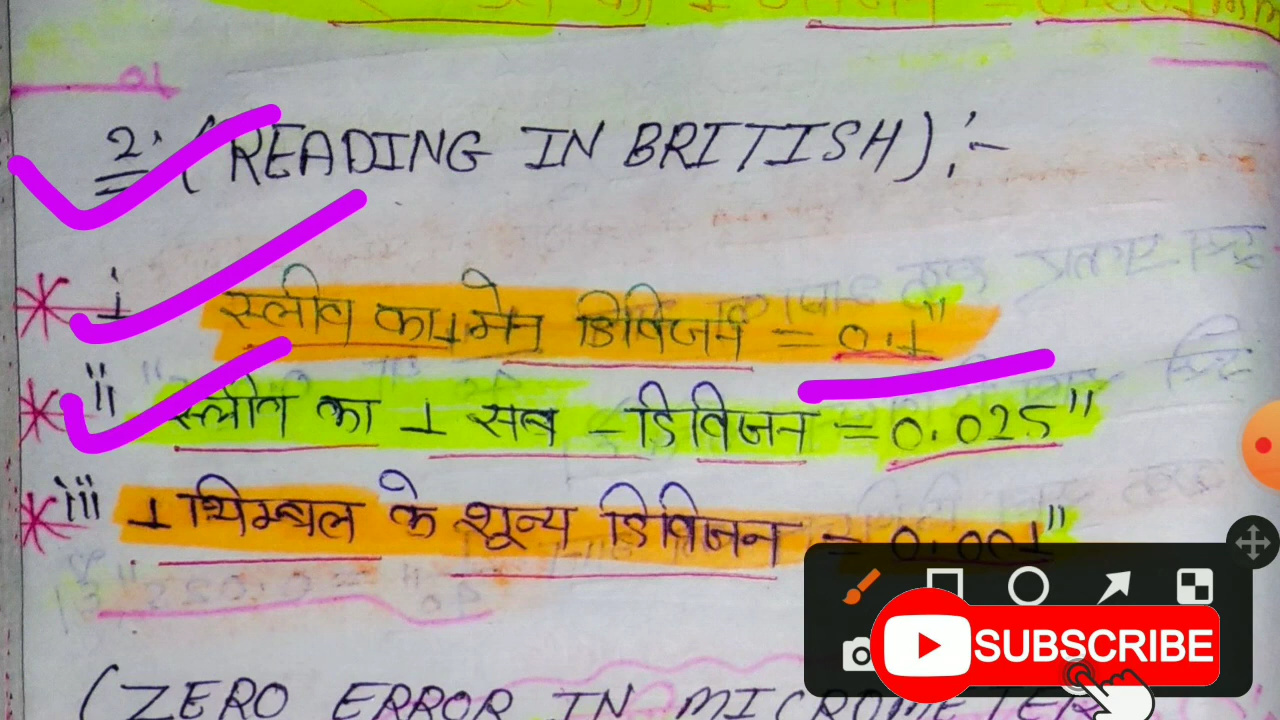 2. (READING IN BRITISH) :-
i स्लीव का 1 मेन डिविजन = 0.1"
ii स्लीव का 1 सब - डिविजन = 0.025"
iii 1 थिम्बल के शून्य डिविजन = 0.001"
SUBSCRIBE
(ZERO ERROR IN MICROMETER